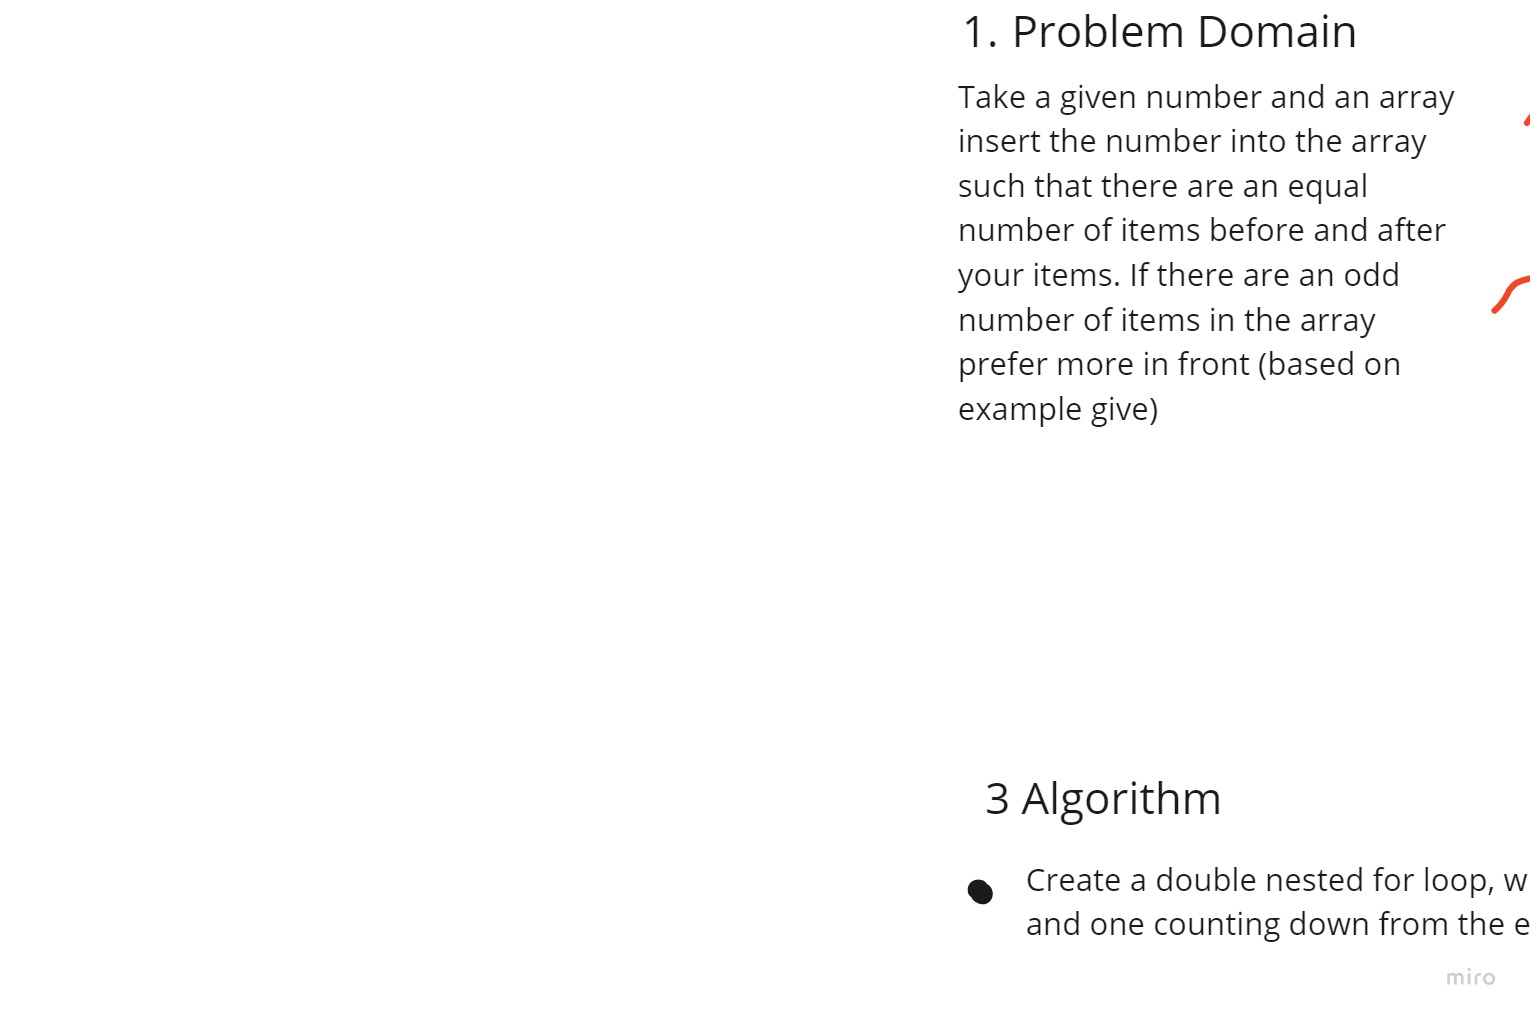 1. Problem Domain
Take a given number and an array
insert the number into the array
such that there are an equal
number of items before and after
your items. If there are an odd
number of items in the array
prefer more in front (based on
example give)
3 Algorithm
Create a double nested for loop, w
and one counting down from the e
miro